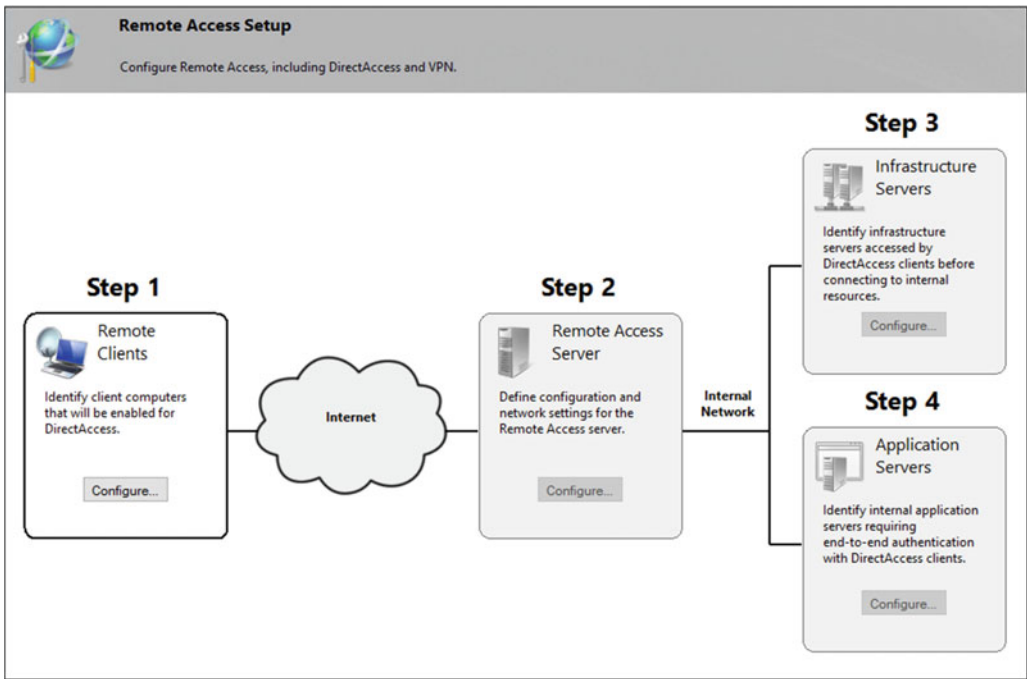 Remote Access Setup
Configure Remote Access, including DirectAccess and VPN.
Step 1
Remote
Clients
Identify client computers
that will be enabled for
DirectAccess.
Configure...
Internet
Step 2
Remote Access
Server
Define configuration and
network settings for the
Remote Access server.
Configure...
Internal
Network
Step 3
Infrastructure
Servers
Identify infrastructure
servers accessed by
DirectAccess clients before
connecting to internal
resources.
Configure...
Step 4
Application
Servers
Identify internal application
servers requiring
end-to-end authentication
with DirectAccess clients.
Configure...